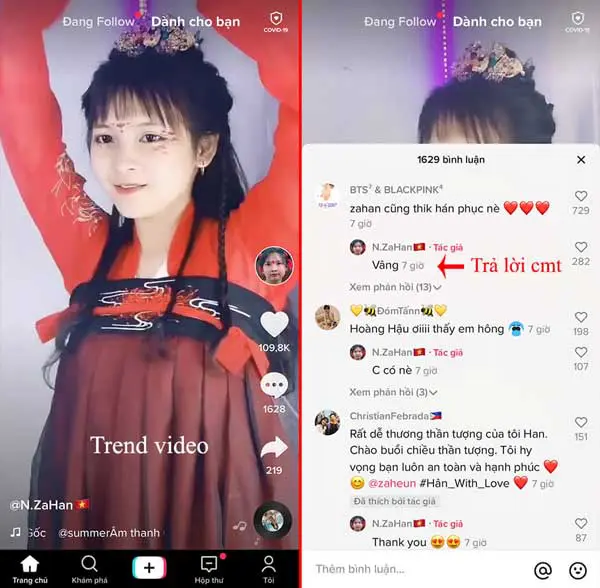 Đang Follow
Dành cho bạn
COVID-19
109,8K
1628
219
Trend video
@N.ZaHan
Gốc @summerÂm thanh
Trang chủ
Khám phá
Hộp thư
Tôi
Đang Follow
Dành cho bạn
COVID-19
1629 bình luận
BTS⁷ & BLACKPINK⁴
zahan cũng thik hán phục nè ❤️❤️❤️
7 giờ
729
N.ZaHan🇻🇳 · Tác giả
Vâng 7 giờ
282
Trả lời cmt
Xem phản hồi (13)
💛🐝ĐómTấnn🐝💛
Hoàng Hậu oiiii thấy em hông 🥶 7 giờ
198
N.ZaHan🇻🇳 · Tác giả
C có nè 7 giờ
107
Xem phản hồi (3)
ChristianFebrada🇵🇭
Rất dễ thương thần tượng của tôi Han.
Chào buổi chiều thần tượng. Tôi hy
vọng bạn luôn an toàn và hạnh phúc ❤️
😊 @zaheun #Hân_With_Love ❤️ 7 giờ
151
Đã thích bởi tác giả
N.ZaHan🇻🇳 · Tác giả
Thank you 😍😍 7 giờ
87
Thêm bình luận...